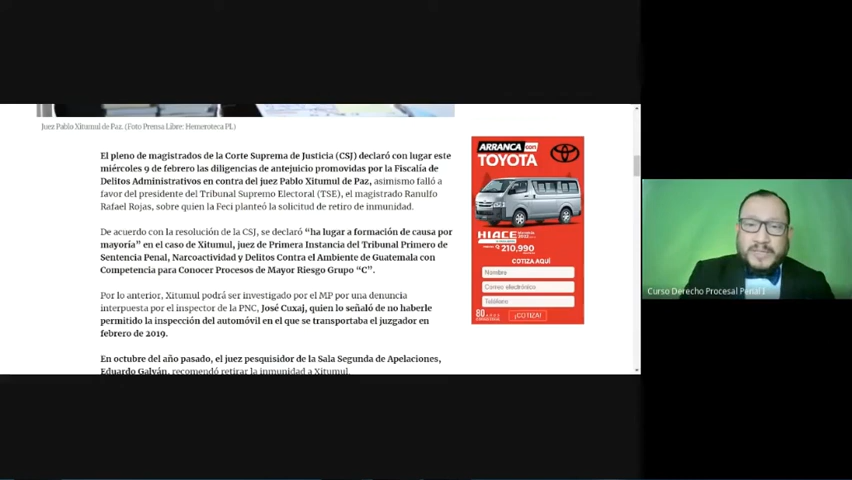 Juez Pablo Xitumul de Paz. (Foto Prensa Libre: Hemeroteca PL)
El pleno de magistrados de la Corte Suprema de Justicia (CSJ) declaró con lugar este
miércoles 9 de febrero las diligencias de antejuicio promovidas por la Fiscalía de
Delitos Administrativos en contra del juez Pablo Xitumul de Paz, asimismo falló a
favor del presidente del Tribunal Supremo Electoral (TSE), el magistrado Ranulfo
Rafael Rojas, sobre quien la Feci planteó la solicitud de retiro de inmunidad.
De acuerdo con la resolución de la CSJ, se declaró “ha lugar a formación de causa por
mayoría” en el caso de Xitumul, juez de Primera Instancia del Tribunal Primero de
Sentencia Penal, Narcoactividad y Delitos Contra el Ambiente de Guatemala con
Competencia para Conocer Procesos de Mayor Riesgo Grupo “C”.
Por lo anterior, Xitumul podrá ser investigado por el MP por una denuncia
interpuesta por el inspector de la PNC, José Cuxaj, quien lo señaló de no haberle
permitido la inspección del automóvil en el que se transportaba el juzgador en
febrero de 2019.
En octubre del año pasado, el juez pesquisidor de la Sala Segunda de Apelaciones,
Eduardo Galván, recomendó retirar la inmunidad a Xitumul.
ARRANCA con
TOYOTA
HIACE
210,990
COTIZA AQUÍ
Nombre
Correo electrónico
Teléfono
80
¡COTIZA!
Curso Derecho Procesal Penal I